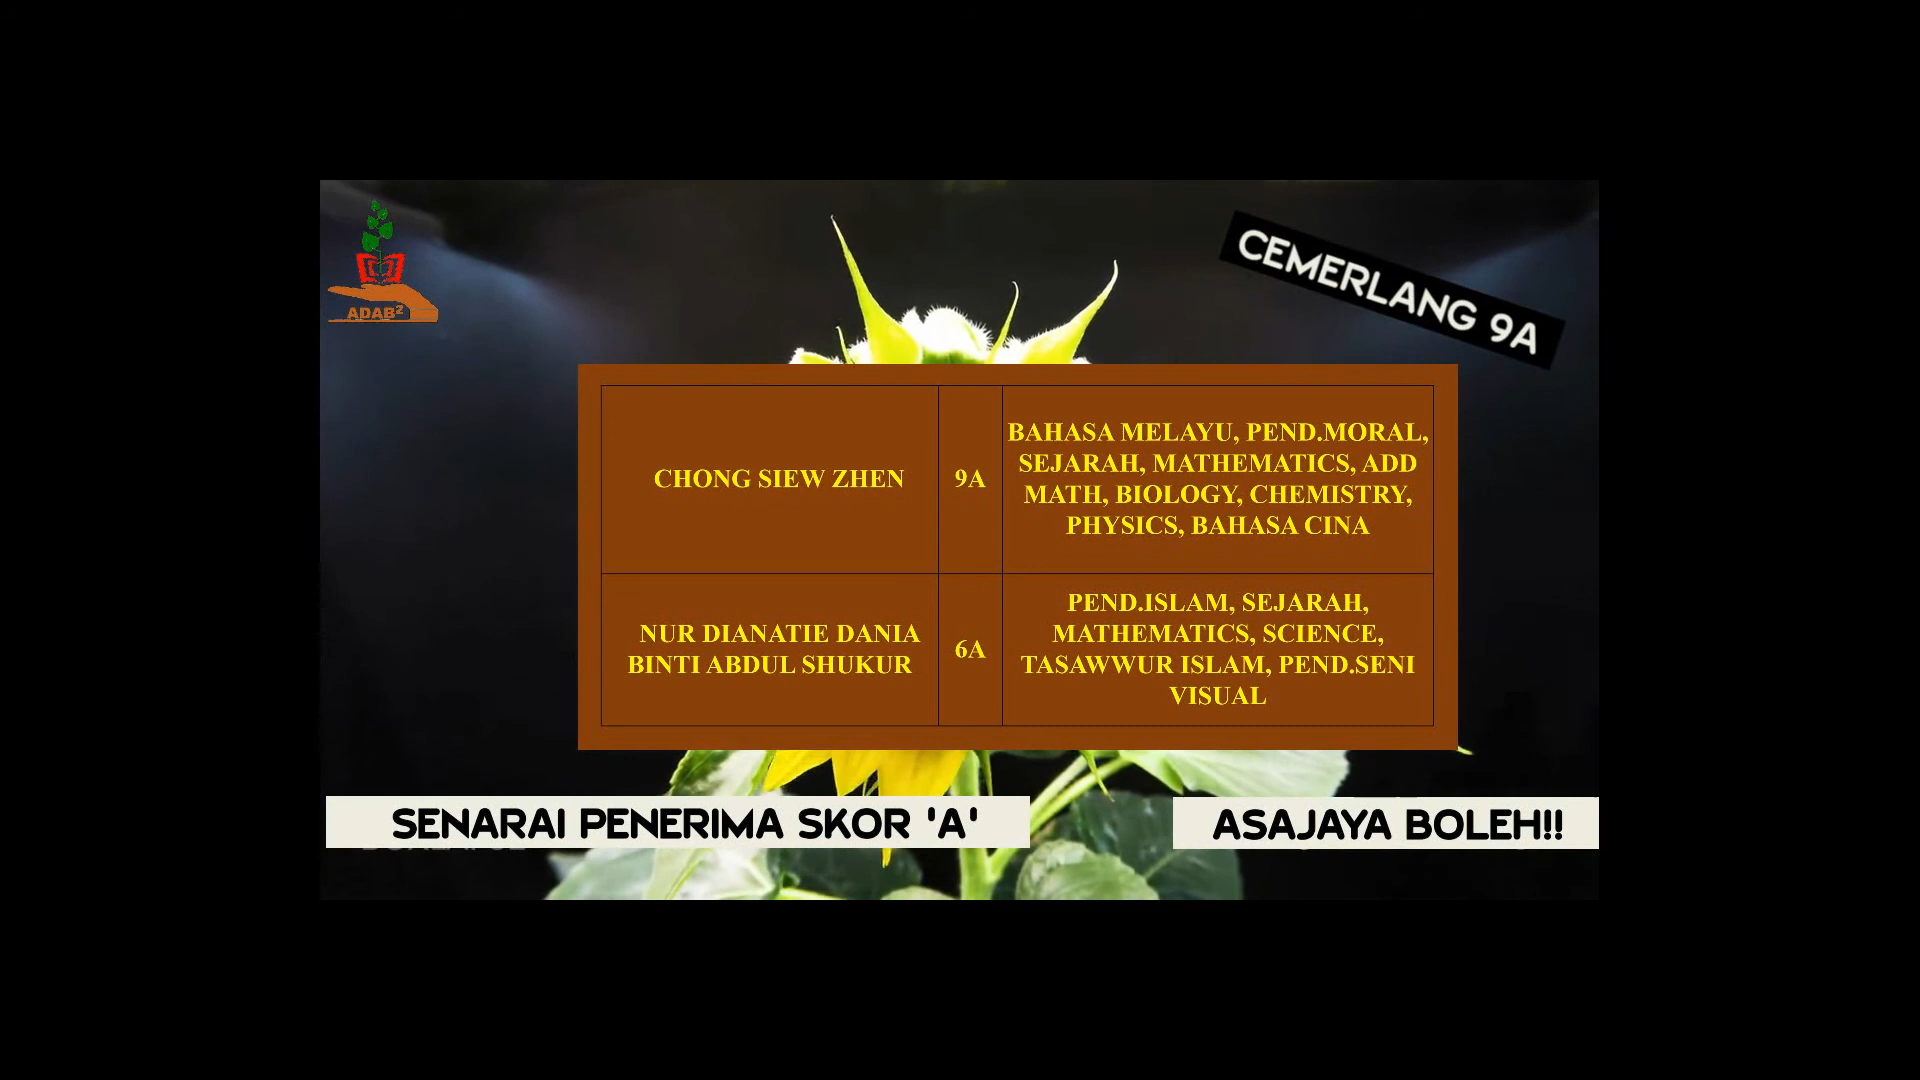 ADAB²
CEMERLANG 9A
CHONG SIEW ZHEN
9A
BAHASA MELAYU, PEND.MORAL,
SEJARAH, MATHEMATICS, ADD
MATH, BIOLOGY, CHEMISTRY,
PHYSICS, BAHASA CINA
NUR DIANATIE DANIA
BINTI ABDUL SHUKUR
6A
PEND.ISLAM, SEJARAH,
MATHEMATICS, SCIENCE,
TASAWWUR ISLAM, PEND.SENI
VISUAL
SENARAI PENERIMA SKOR 'A'
ASAJAYA BOLEH!!